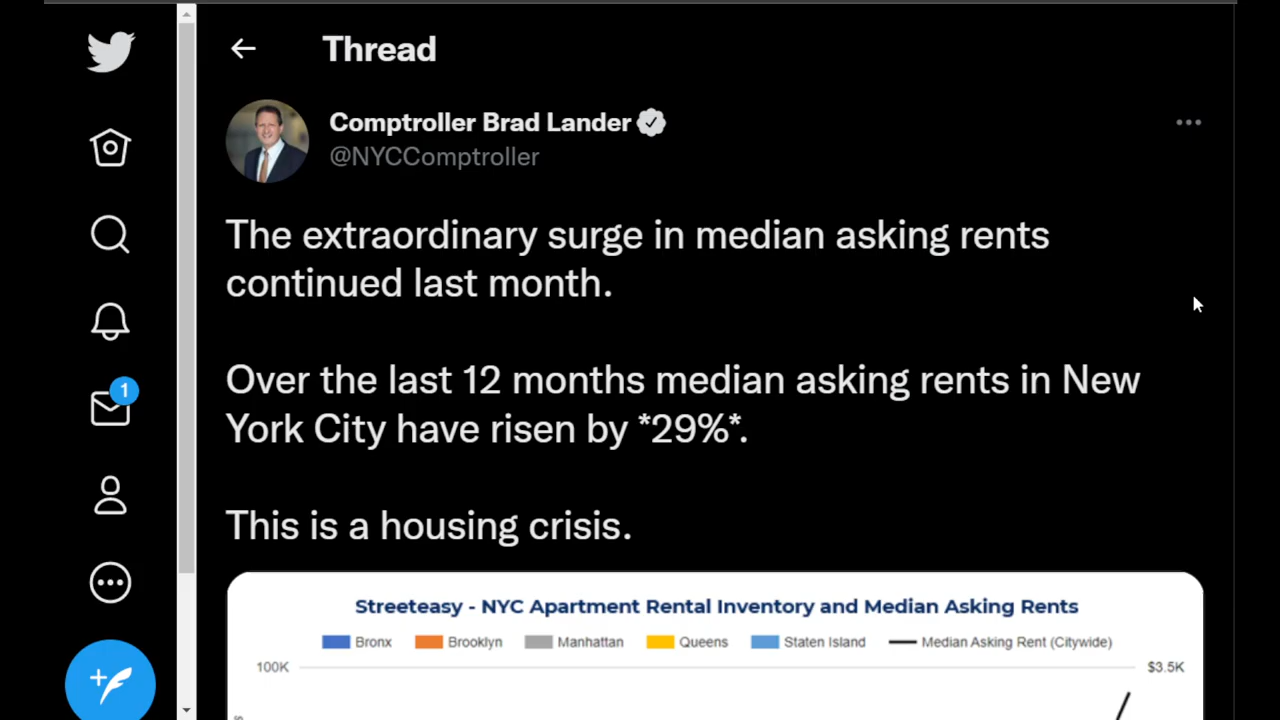 Thread
Comptroller Brad Lander
@NYCComptroller
The extraordinary surge in median asking rents
continued last month.
Over the last 12 months median asking rents in New
York City have risen by *29%*.
This is a housing crisis.
1
Streeteasy - NYC Apartment Rental Inventory and Median Asking Rents
Bronx Brooklyn Manhattan Queens Staten Island Median Asking Rent (Citywide)
100K $3.5K